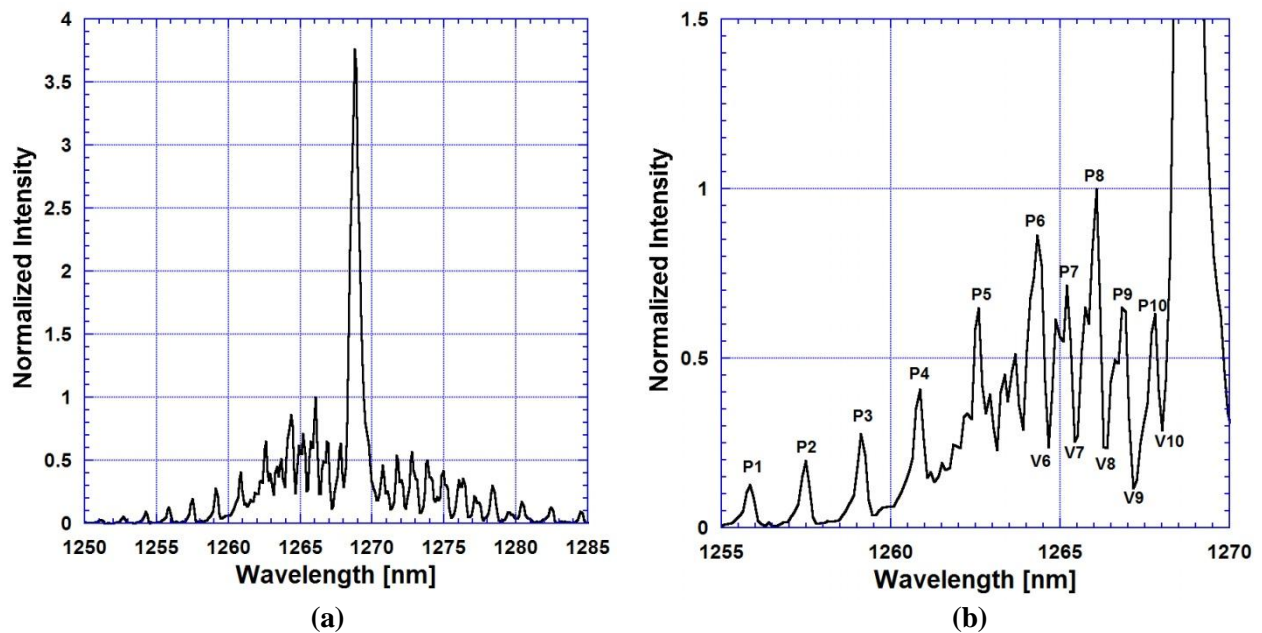 4
3.5
3
2.5
2
1.5
1
0.5
0
1250 1255 1260 1265 1270 1275 1280 1285
Normalized Intensity
Wavelength [nm]
(a)
1.5
1
0.5
0
1255 1260 1265 1270
Normalized Intensity
Wavelength [nm]
P1 P2 P3 P4 P5 P6 P7 P8 P9 P10
V6 V7 V8 V9 V10
(b)